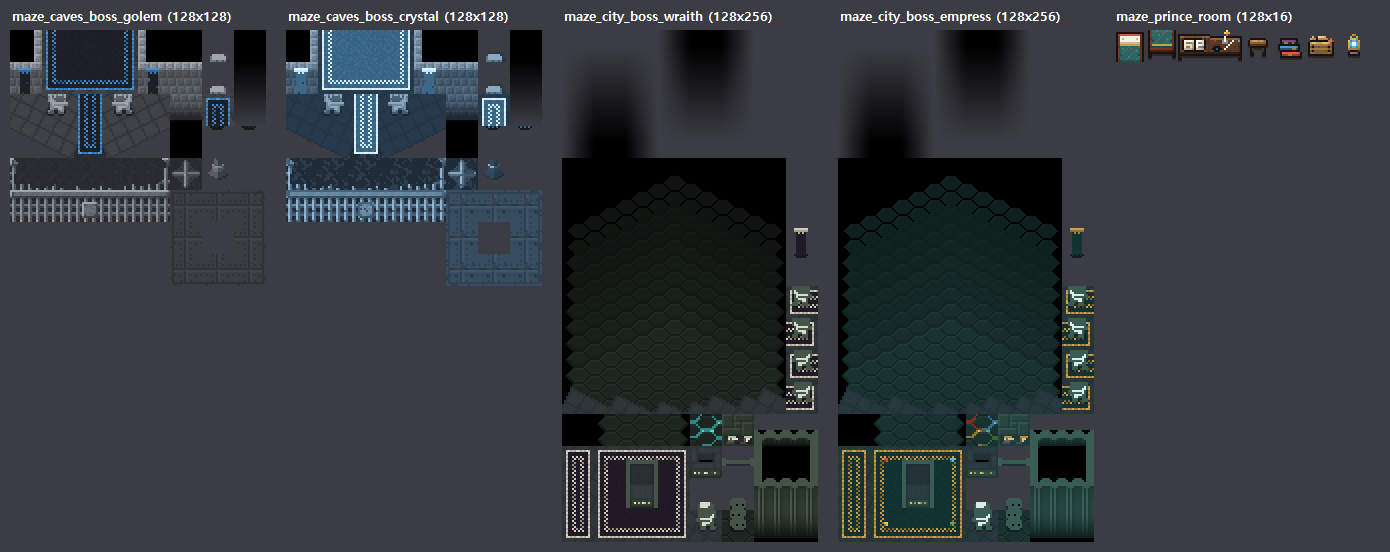 maze_caves_boss_golem (128x128)
maze_caves_boss_crystal (128x128)
maze_city_boss_wraith (128x256)
maze_city_boss_empress (128x256)
maze_prince_room (128x16)